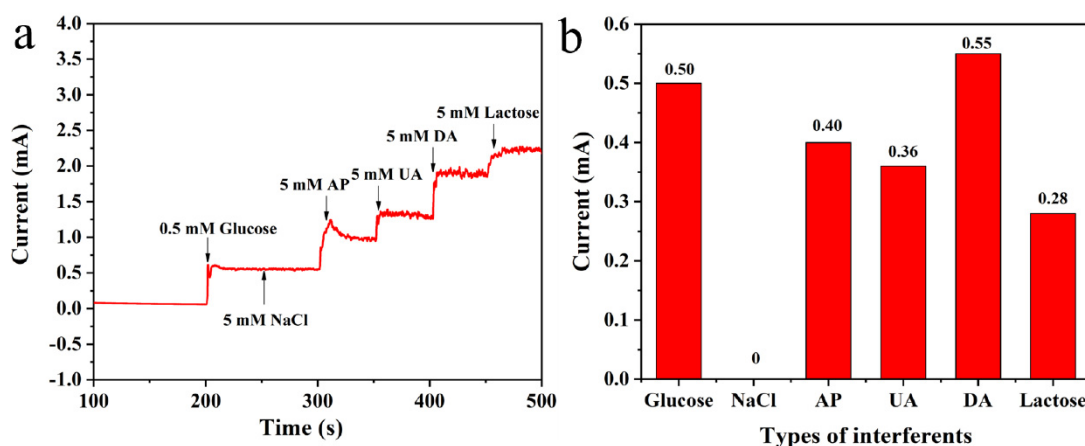 a
4.0
3.5
3.0
2.5
2.0
1.5
1.0
0.5
0.0
-0.5
-1.0
Current (mA)
5 mM Lactose
5 mM DA
5 mM UA
5 mM AP
0.5 mM Glucose
5 mM NaCl
100 200 300 400 500
Time (s)
b
0.6
0.5
0.4
0.3
0.2
0.1
0.0
Current (mA)
0.50
0
0.40
0.36
0.55
0.28
Glucose NaCl AP UA DA Lactose
Types of interferents